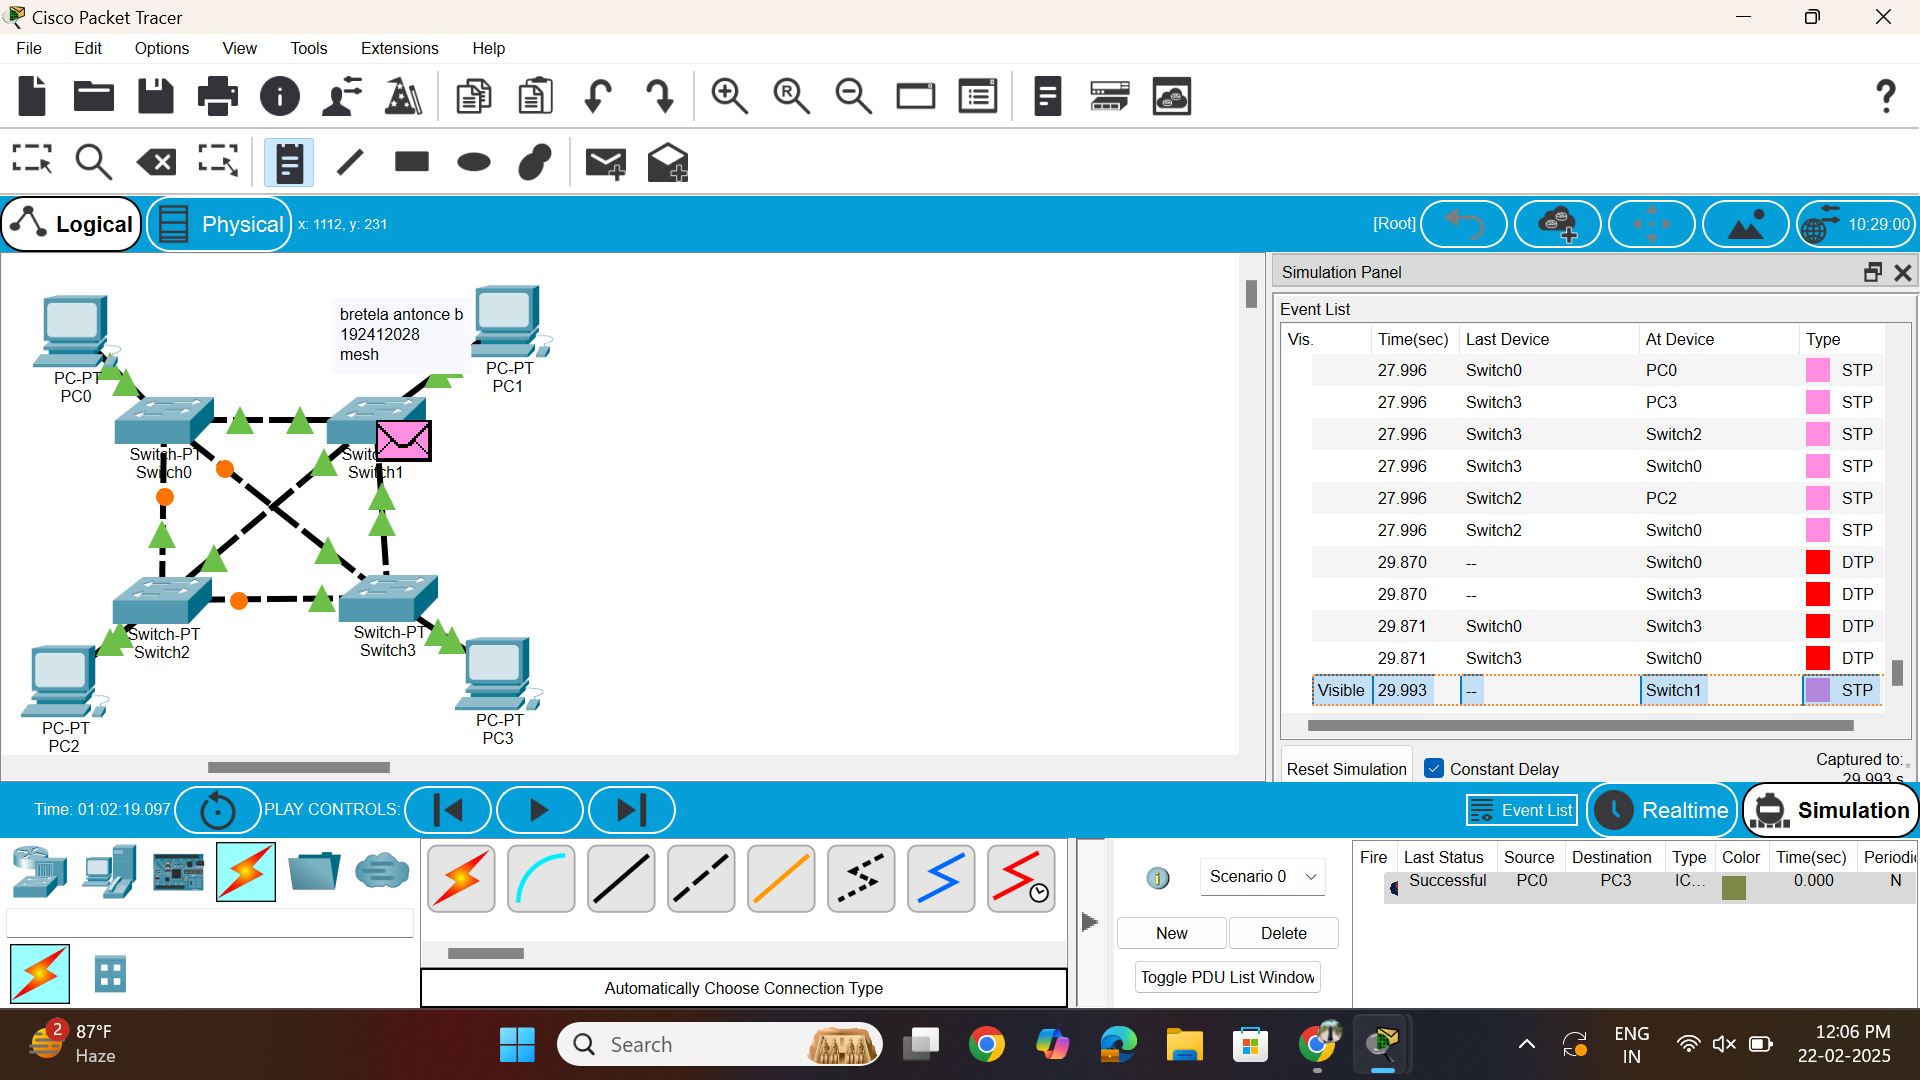 Cisco Packet Tracer
File Edit Options View Tools Extensions Help
Logical Physical x: 1112, y: 231 [Root] 10:29:00
Simulation Panel
Event List
Vis. Time(sec) Last Device At Device Type
27.996 Switch0 PC0 STP
27.996 Switch3 PC3 STP
27.996 Switch3 Switch2 STP
27.996 Switch3 Switch0 STP
27.996 Switch2 PC2 STP
27.996 Switch2 Switch0 STP
29.870 -- Switch0 DTP
29.870 -- Switch3 DTP
29.871 Switch0 Switch3 DTP
29.871 Switch3 Switch0 DTP
Visible 29.993 -- Switch1 STP
Reset Simulation Constant Delay Captured to: *
29.993 s
bretela antonce b
192412028
mesh
PC-PT
PC0
PC-PT
PC1
Switch-PT
Switch0
Switc
Switch1
Switch-PT
Switch2
Switch-PT
Switch3
PC-PT
PC2
PC-PT
PC3
Time: 01:02:19.097 PLAY CONTROLS: Event List Realtime Simulation
Scenario 0
New Delete
Toggle PDU List Window
Fire Last Status Source Destination Type Color Time(sec) Periodi
Successful PC0 PC3 IC... 0.000 N
Automatically Choose Connection Type
2
87°F
Haze
Search
ENG
IN
12:06 PM
22-02-2025